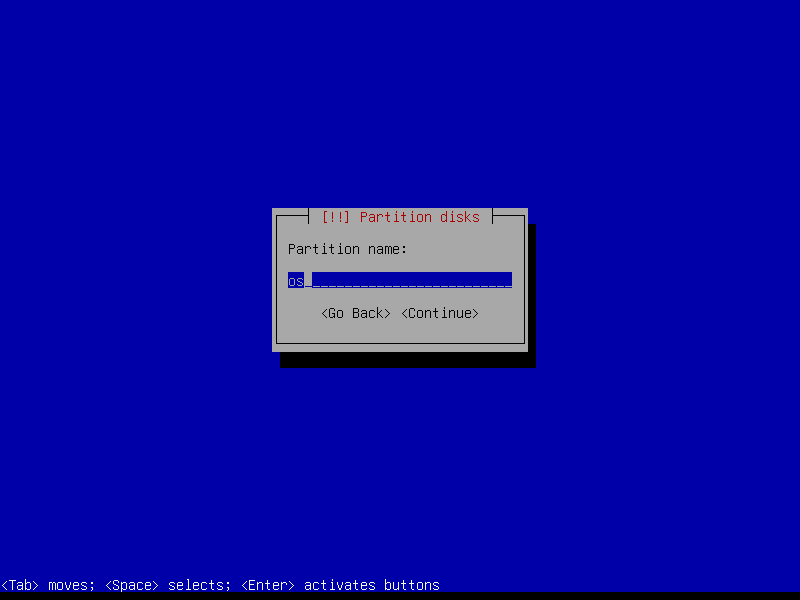 [!!] Partition disks
Partition name:
os
<Go Back> <Continue>
<Tab> moves; <Space> selects; <Enter> activates buttons